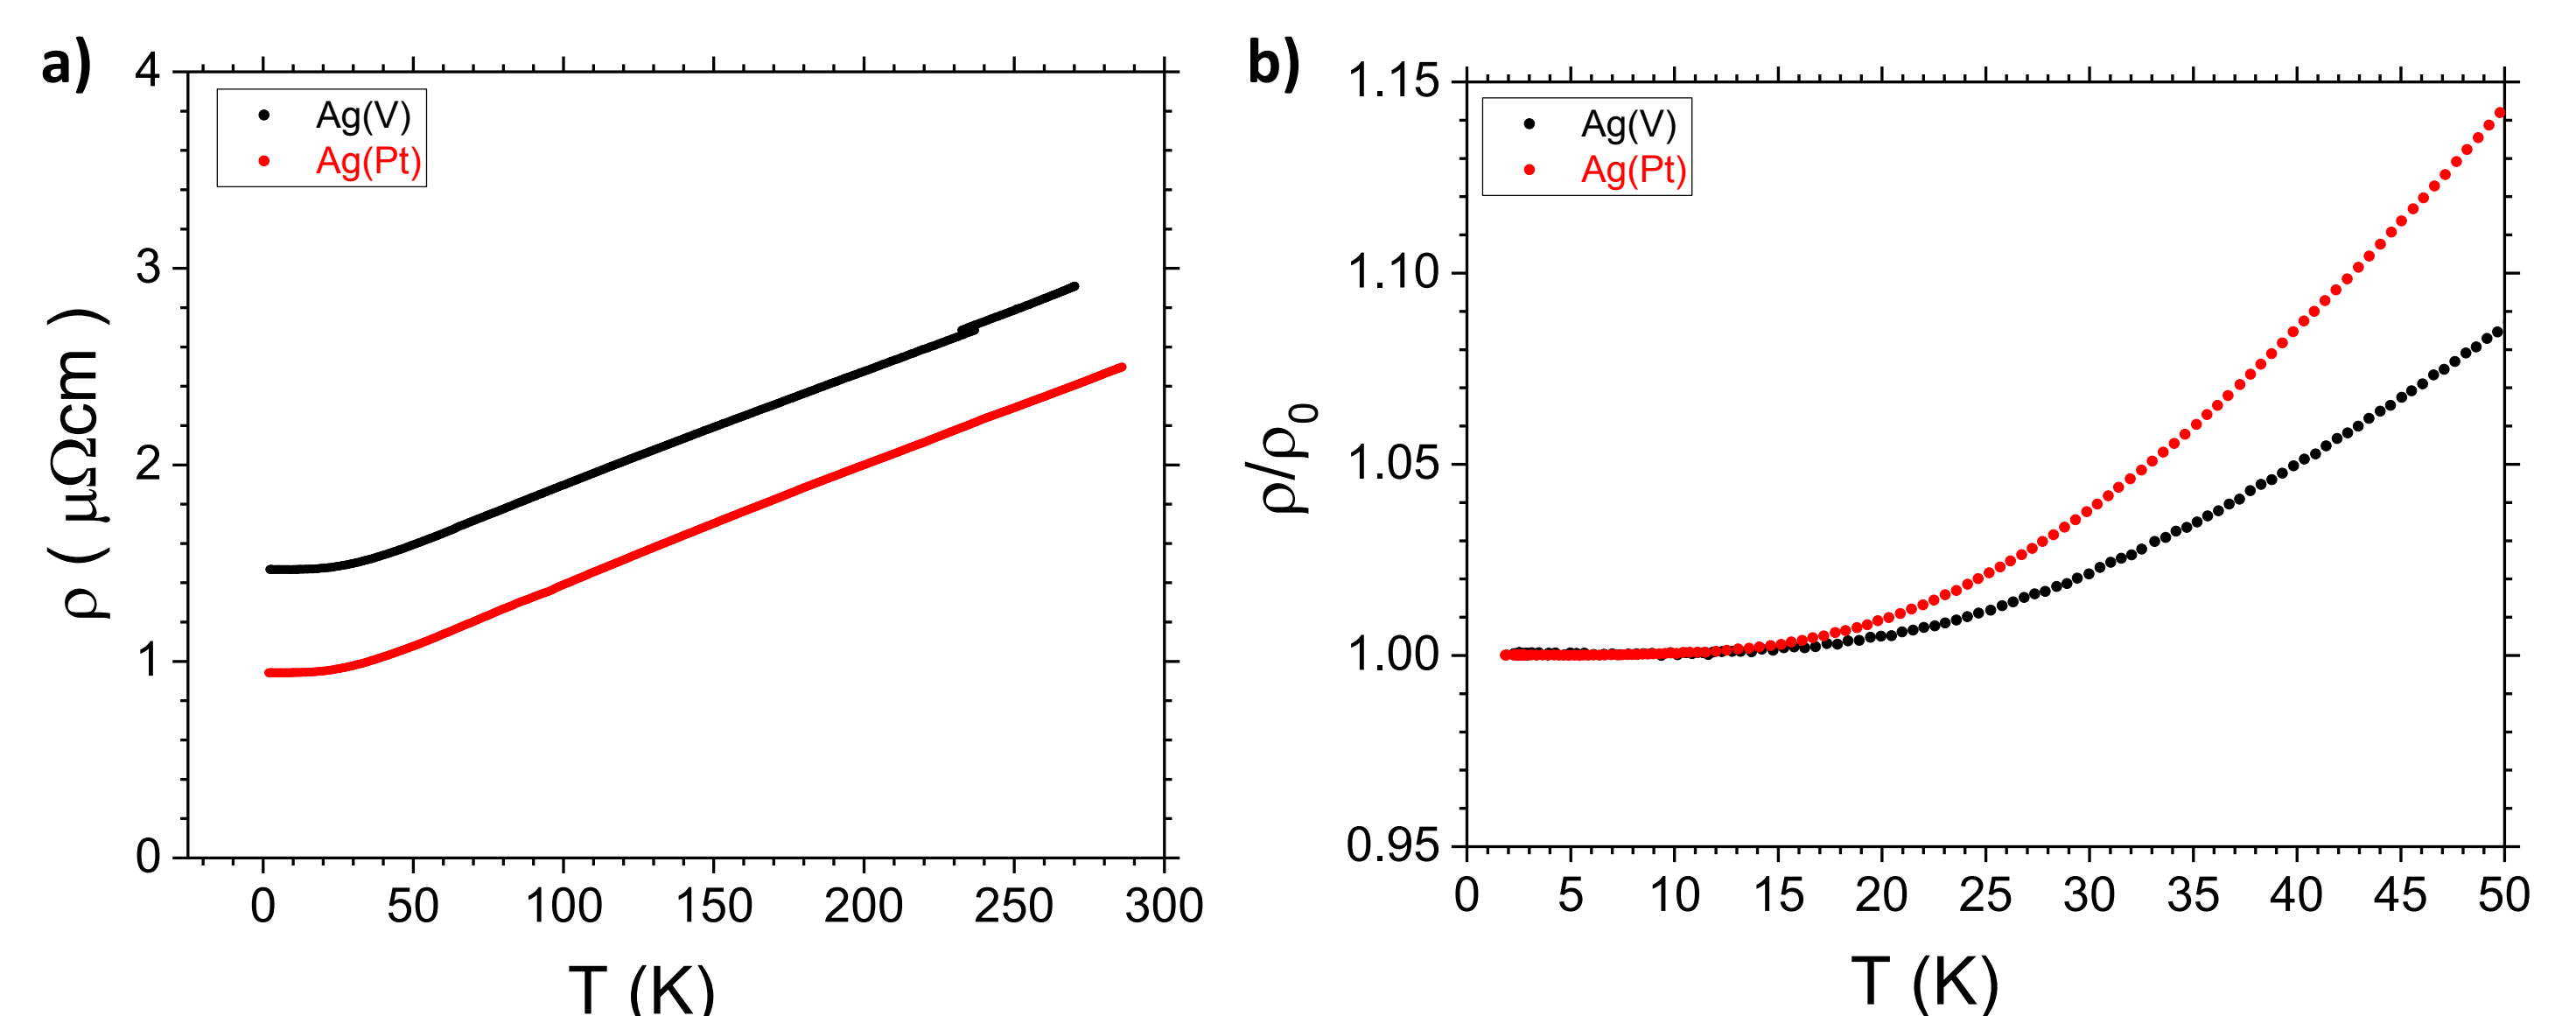 a)
4
3
2
1
0
ρ ( μΩcm )
Ag(V)
Ag(Pt)
0 50 100 150 200 250 300
T (K)
b)
1.15
1.10
1.05
1.00
0.95
ρ/ρ₀
Ag(V)
Ag(Pt)
0 5 10 15 20 25 30 35 40 45 50
T (K)